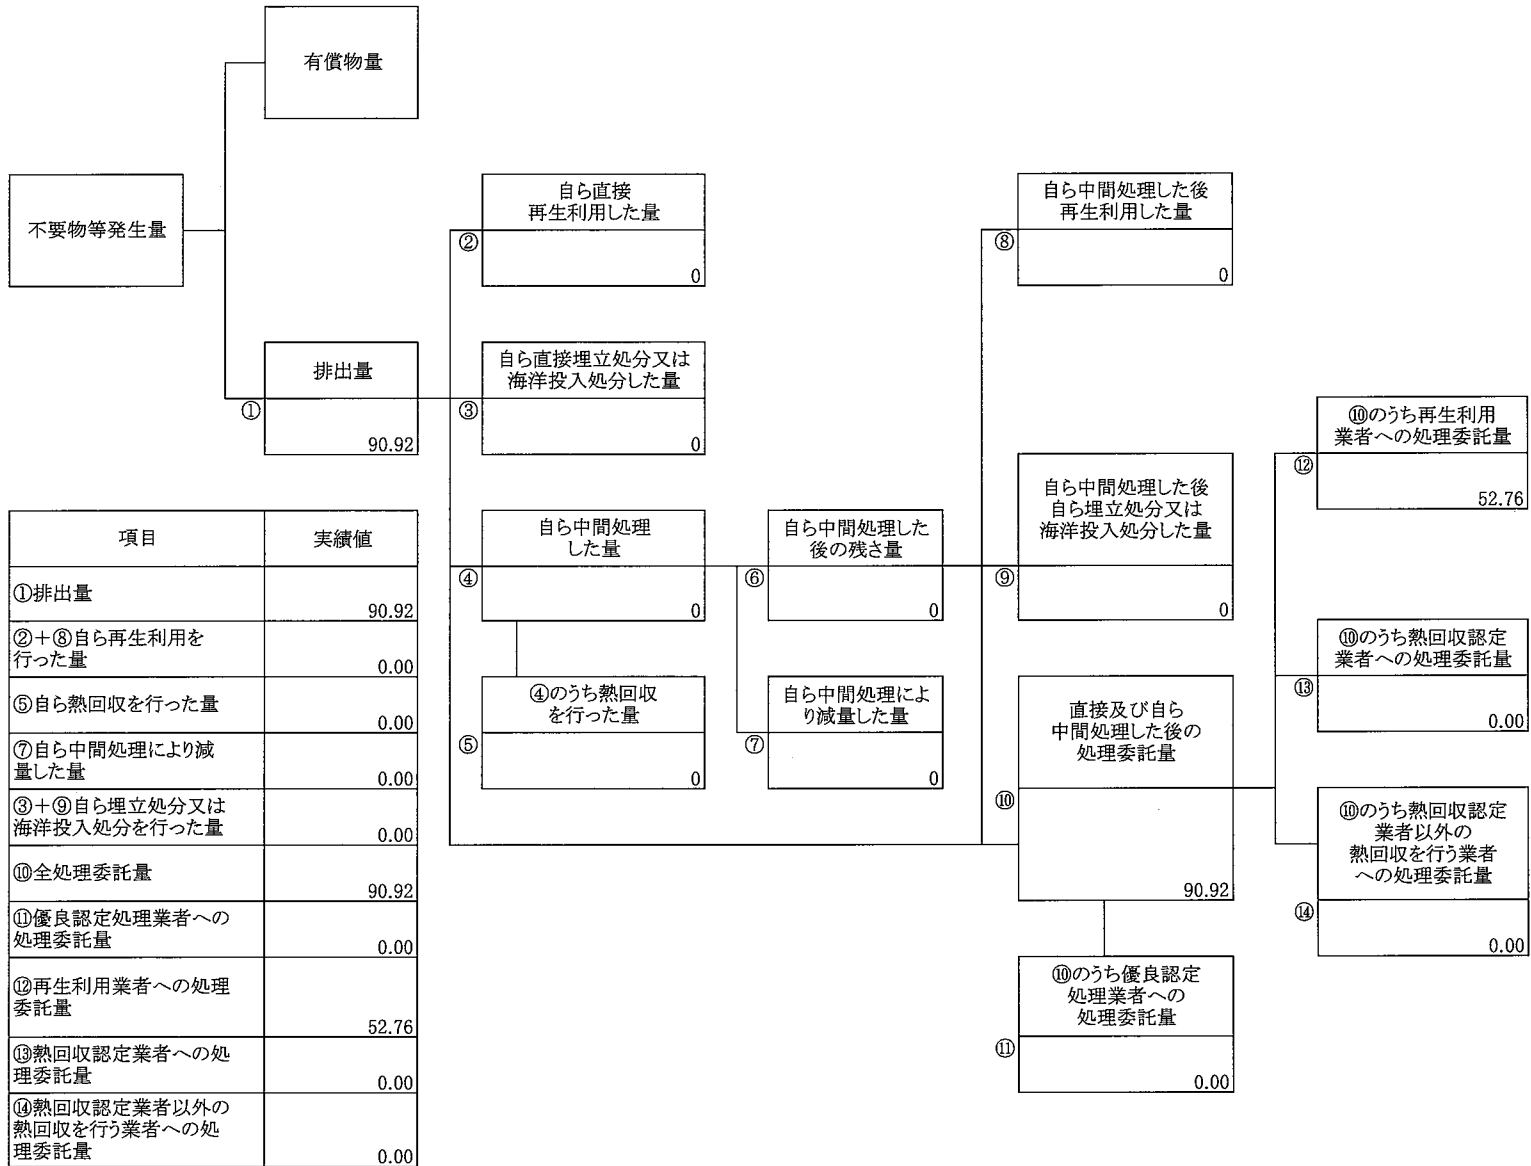 有償物量
不要物等発生量
排出量
①
90.92
自ら直接
再生利用した量
②
0
自ら直接埋立処分又は
海洋投入処分した量
③
0
自ら中間処理
した量
④
0
④のうち熱回収
を行った量
⑤
0
自ら中間処理した
後の残さ量
⑥
0
自ら中間処理によ
り減量した量
⑦
0
自ら中間処理した後
再生利用した量
⑧
0
自ら中間処理した後
自ら埋立処分又は
海洋投入処分した量
⑨
0
直接及び自ら
中間処理した後の
処理委託量
⑩
90.92
⑩のうち優良認定
処理業者への
処理委託量
⑪
0.00
⑩のうち再生利用
業者への処理委託量
⑫
52.76
⑩のうち熱回収認定
業者への処理委託量
⑬
0.00
⑩のうち熱回収認定
業者以外の
熱回収を行う業者
への処理委託量
⑭
0.00
項目 実績値
①排出量
90.92
②+⑧自ら再生利用を
行った量 0.00
⑤自ら熱回収を行った量
0.00
⑦自ら中間処理により減
量した量 0.00
③+⑨自ら埋立処分又は
海洋投入処分を行った量 0.00
⑩全処理委託量
90.92
⑪優良認定処理業者への
処理委託量 0.00
⑫再生利用業者への処理
委託量
52.76
⑬熱回収認定業者への処
理委託量 0.00
⑭熱回収認定業者以外の
熱回収を行う業者への処
理委託量 0.00